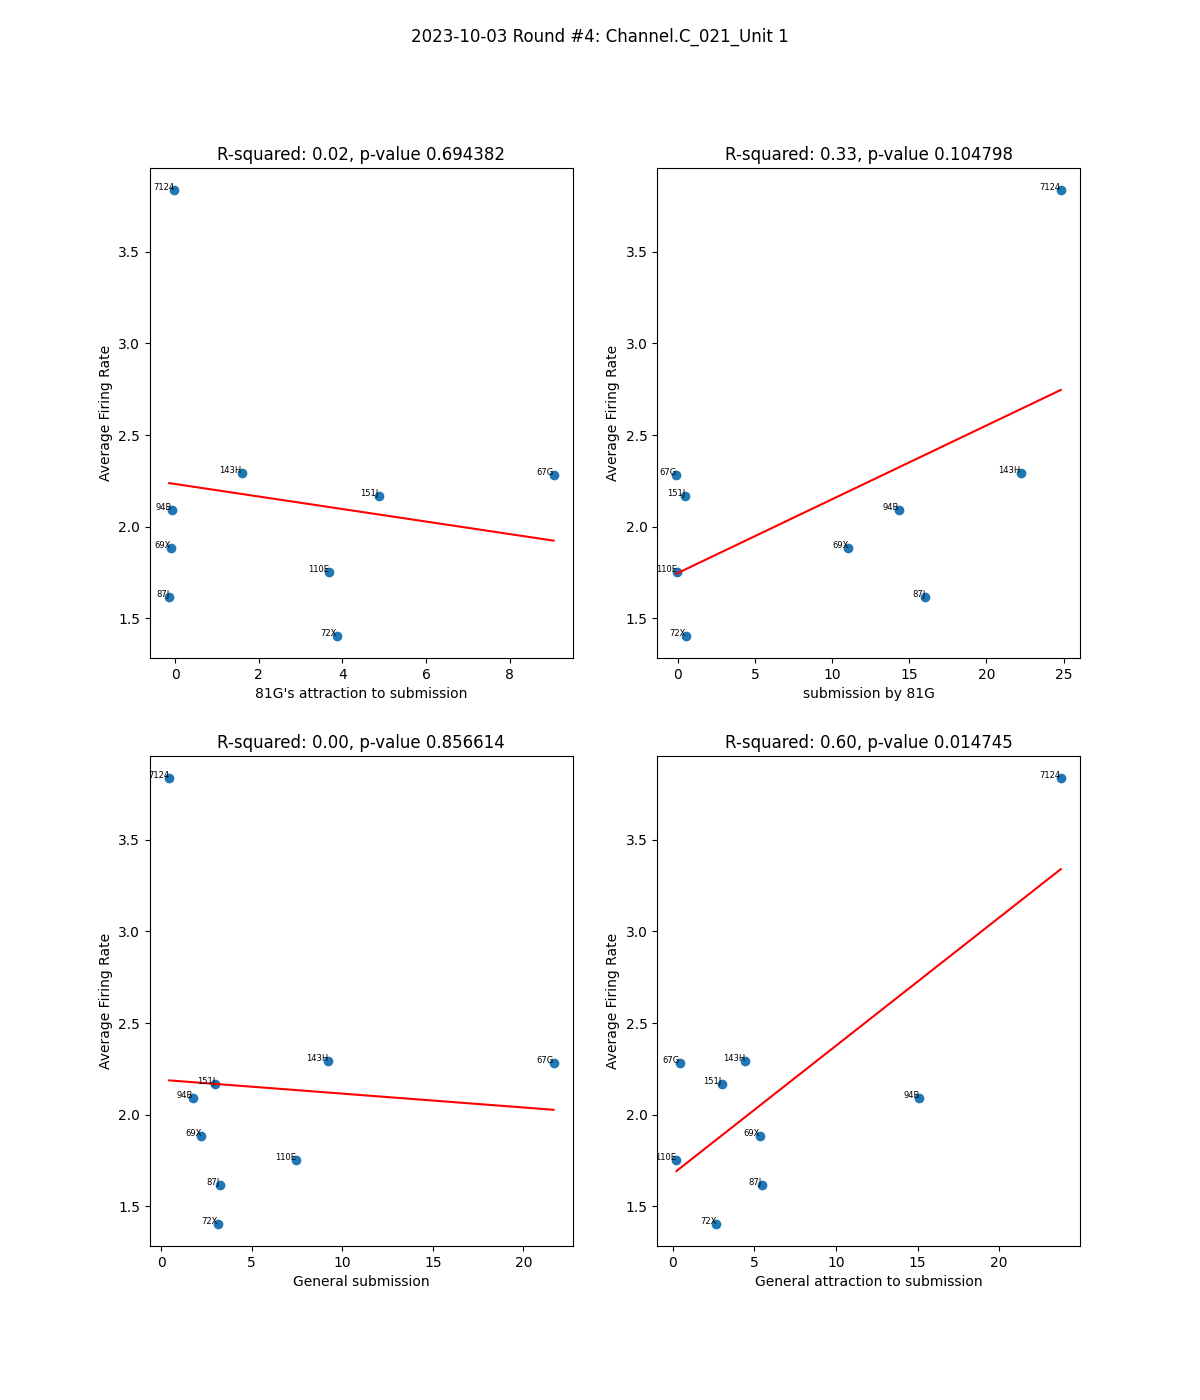 2023-10-03 Round #4: Channel.C_021_Unit 1
R-squared: 0.02, p-value 0.694382
7124
143H
67G
151J
94B
69X
110E
87J
72X
3.5
3.0
2.5
2.0
1.5
Average Firing Rate
0 2 4 6 8
81G's attraction to submission
R-squared: 0.33, p-value 0.104798
7124
67G
143H
151J
94B
69X
110E
87J
72X
3.5
3.0
2.5
2.0
1.5
Average Firing Rate
0 5 10 15 20 25
submission by 81G
R-squared: 0.00, p-value 0.856614
7124
143H
67G
151J
94B
69X
110E
87J
72X
3.5
3.0
2.5
2.0
1.5
Average Firing Rate
0 5 10 15 20
General submission
R-squared: 0.60, p-value 0.014745
7124
67G
143H
151J
94B
69X
110E
87J
72X
3.5
3.0
2.5
2.0
1.5
Average Firing Rate
0 5 10 15 20
General attraction to submission